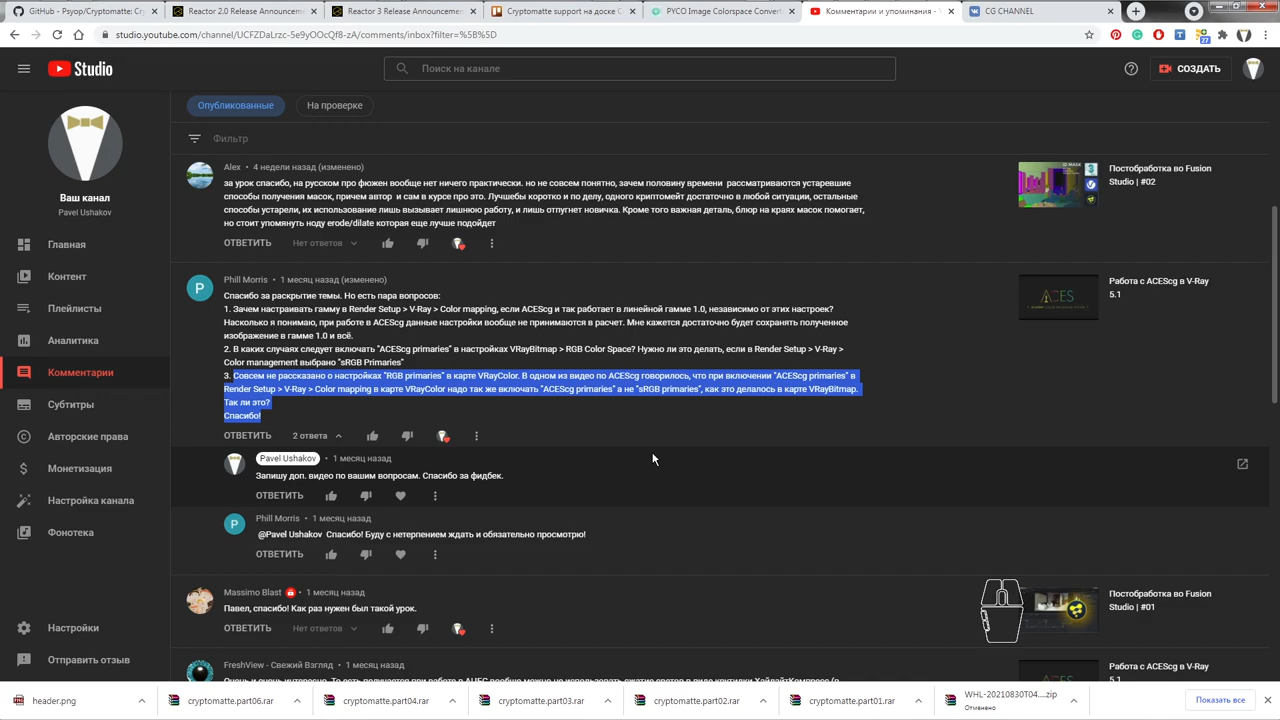 GitHub - Psyop/Cryptomatte: Cry
Reactor 2.0 Release Announcemen
Reactor 3 Release Announcement
Cryptomatte support на доске C
PYCO Image Colorspace Convert
Комментарии и упоминания - Y
CG CHANNEL
studio.youtube.com/channel/UCFZDaLrzc-5e9yOOcQf8-zA/comments/inbox?filter=%5B%5D
Studio
Поиск на канале
СОЗДАТЬ
Опубликованные
На проверке
Фильтр
Ваш канал
Pavel Ushakov
Главная
Контент
Плейлисты
Аналитика
Комментарии
Субтитры
Авторские права
Монетизация
Настройка канала
Фонотека
Настройки
Отправить отзыв
Alex • 4 недели назад (изменено)
за урок спасибо, на русском про фюжен вообще нет ничего практически. но не совсем понятно, зачем половину времени рассматриваются устаревшие
способы получения масок, причем автор и сам в курсе про это. Лучшебы коротко и по делу, одного криптомейт достаточно в любой ситуации, остальные
способы устарели, их использование лишь вызывает лишнюю работу, и лишь отпугнет новичка. Кроме того важная деталь, блюр на краях масок помогает,
но стоит упомянуть ноду erode/dilate которая еще лучше подойдет
ОТВЕТИТЬ
Нет ответов
Постобработка во Fusion
Studio | #02
Phill Morris • 1 месяц назад (изменено)
Спасибо за раскрытие темы. Но есть пара вопросов:
1. Зачем настраивать гамму в Render Setup > V-Ray > Color mapping, если ACEScg и так работает в линейной гамме 1.0, независимо от этих настроек?
Насколько я понимаю, при работе в ACEScg данные настройки вообще не принимаются в расчет. Мне кажется достаточно будет сохранять полученное
изображение в гамме 1.0 и всё.
2. В каких случаях следует включать "ACEScg primaries" в настройках VRayBitmap > RGB Color Space? Нужно ли это делать, если в Render Setup > V-Ray >
Color management выбрано "sRGB Primaries"
3. Совсем не рассказано о настройках "RGB primaries" в карте VRayColor. В одном из видео по ACEScg говорилось, что при включении "ACEScg primaries" в
Render Setup > V-Ray > Color mapping в карте VRayColor надо так же включать "ACEScg primaries" а не "sRGB primaries", как это делалось в карте VRayBitmap.
Так ли это?
Спасибо!
ОТВЕТИТЬ
2 ответа
ACES
Работа с ACEScg в V-Ray
5.1
Pavel Ushakov • 1 месяц назад
Запишу доп. видео по вашим вопросам. Спасибо за фидбек.
ОТВЕТИТЬ
Phill Morris • 1 месяц назад
@Pavel Ushakov Спасибо! Буду с нетерпением ждать и обязательно просмотрю!
ОТВЕТИТЬ
Massimo Blast • 1 месяц назад
Павел, спасибо! Как раз нужен был такой урок.
ОТВЕТИТЬ
Нет ответов
Постобработка во Fusion
Studio | #01
FreshView - Свежий Взгляд • 1 месяц назад
Работа с ACEScg в V-Ray
header.png
cryptomatte.part06.rar
cryptomatte.part04.rar
cryptomatte.part03.rar
cryptomatte.part02.rar
cryptomatte.part01.rar
WHL-20210830T04....zip
Отменено
Показать все